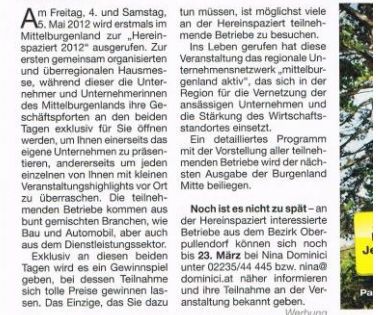 Am Freitag, 4. und Samstag,
5. Mai 2012 wird erstmals im
Mittelburgenland zur „Herein-
spaziert 2012" ausgerufen. Zur
ersten gemeinsam organisierten
und überregionalen Hausmes-
se, während dieser die Unter-
nehmer und Unternehmerinnen
des Mittelburgenlands ihre Ge-
schäftspforten an den beiden
Tagen exklusiv für Sie öffnen
werden, um Ihnen einerseits das
eigene Unternehmen zu präsen-
tieren, andererseits um jeden
einzelnen von Ihnen mit kleinen
Veranstaltungshighlights vor Ort
zu überraschen. Die teilneh-
menden Betriebe kommen aus
bunt gemischten Branchen, wie
Bau und Automobil, aber auch
aus dem Dienstleistungssektor.
Exklusiv an diesen beiden
Tagen wird es ein Gewinnspiel
geben, bei dessen Teilnahme
sich tolle Preise gewinnen las-
sen. Das Einzige, das Sie dazu
tun müssen, ist möglichst viele
an der Hereinspaziert teilneh-
mende Betriebe zu besuchen.
Ins Leben gerufen hat diese
Veranstaltung das regionale Un-
ternehmensnetzwerk „mittelbur-
genland aktiv", das sich in der
Region für die Vernetzung der
ansässigen Unternehmen und
die Stärkung des Wirtschafts-
standortes einsetzt.
Ein detailliertes Programm
mit der Vorstellung aller teilneh-
menden Betriebe wird der näch-
sten Ausgabe der Burgenland
Mitte beiliegen.
Noch ist es nicht zu spät – an
der Hereinspaziert interessierte
Betriebe aus dem Bezirk Ober-
pullendorf können sich noch
bis 23. März bei Nina Dominici
unter 02235/44 445 bzw. nina@
dominici.at näher informieren
und ihre Teilnahme an der Ver-
anstaltung bekannt geben.
Werbung